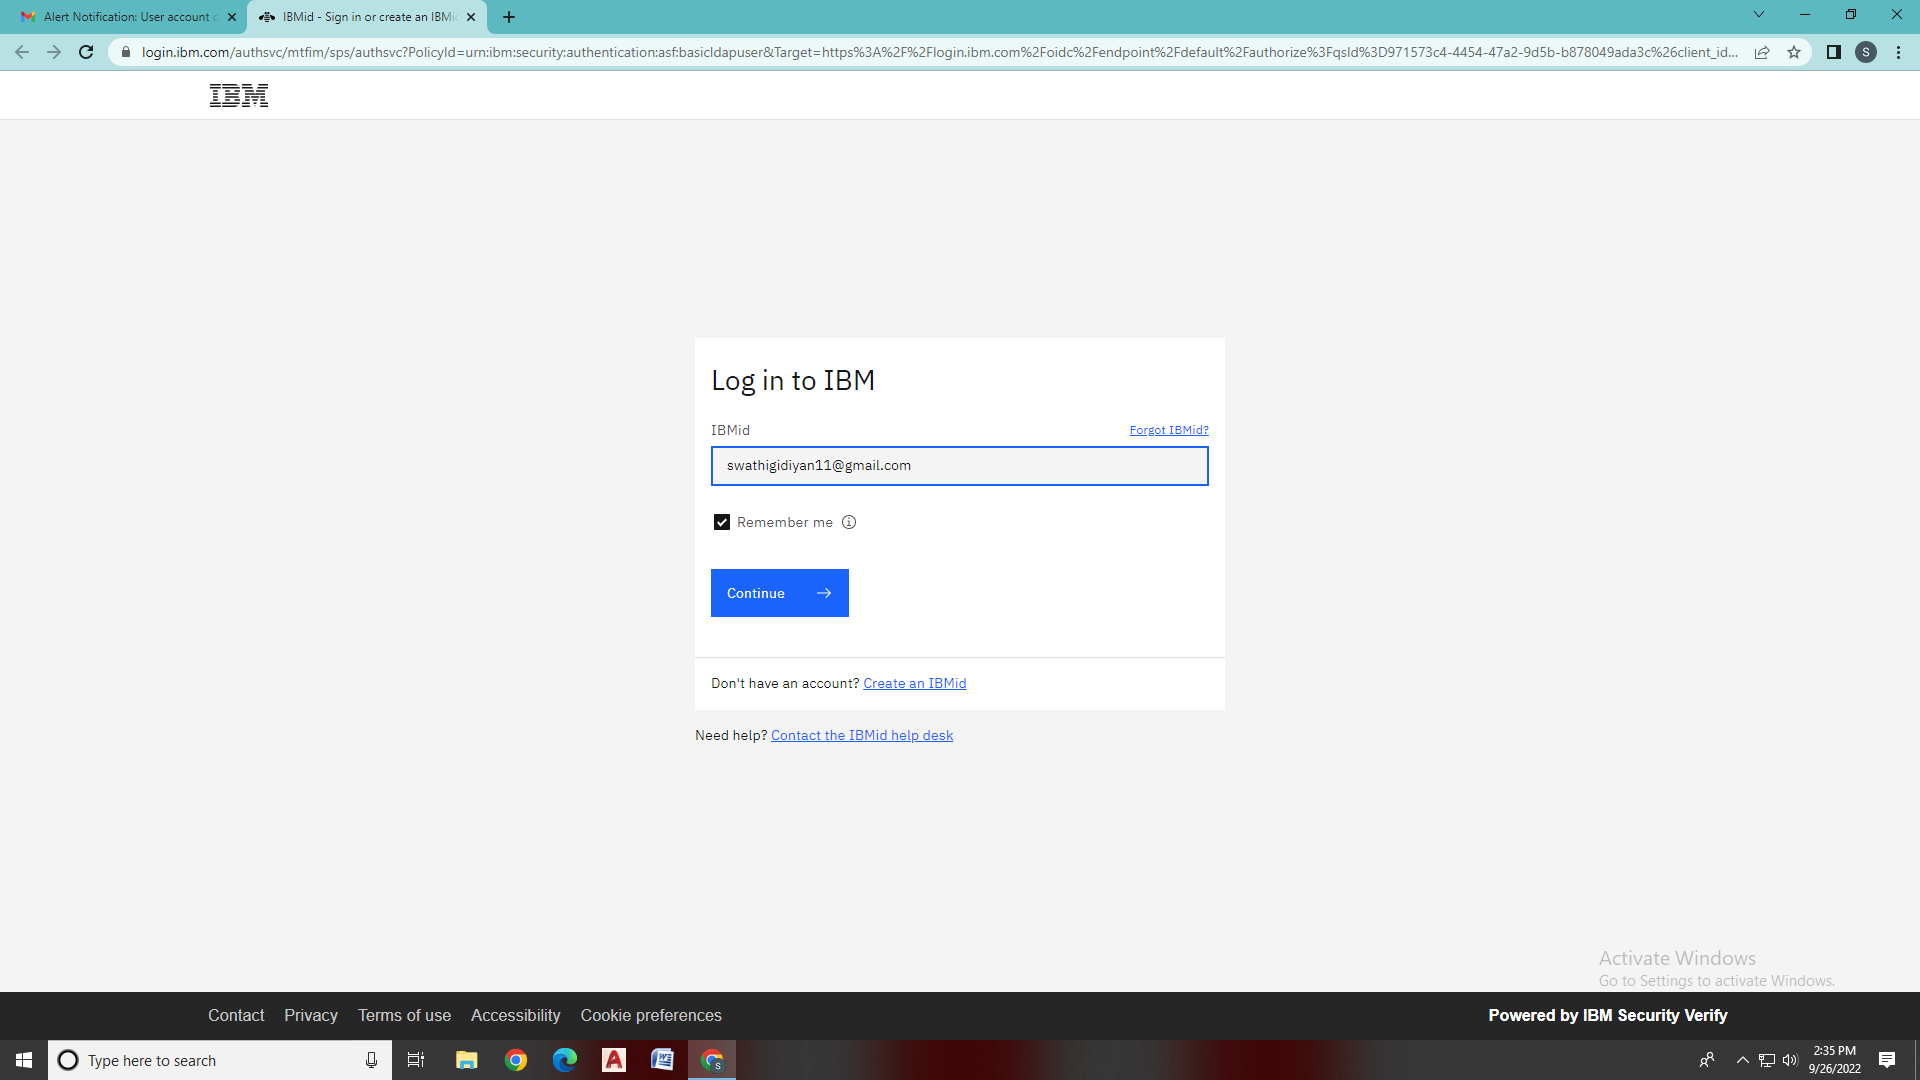 Alert Notification: User account
IBMid - Sign in or create an IBMi
login.ibm.com/authsvc/mtfim/sps/authsvc?PolicyId=urn:ibm:security:authentication:asf:basicldapuser&Target=https%3A%2F%2Flogin.ibm.com%2Foidc%2Fendpoint%2Fdefault%2Fauthorize%3FqsId%3D971573c4-4454-47a2-9d5b-b878049ada3c%26client_id...
S
IBM
Log in to IBM
IBMid
Forgot IBMid?
swathigidiyan11@gmail.com
Remember me
Continue
Don't have an account? Create an IBMid
Need help? Contact the IBMid help desk
Activate Windows
Go to Settings to activate Windows.
Contact Privacy Terms of use Accessibility Cookie preferences
Powered by IBM Security Verify
Type here to search
2:35 PM
9/26/2022